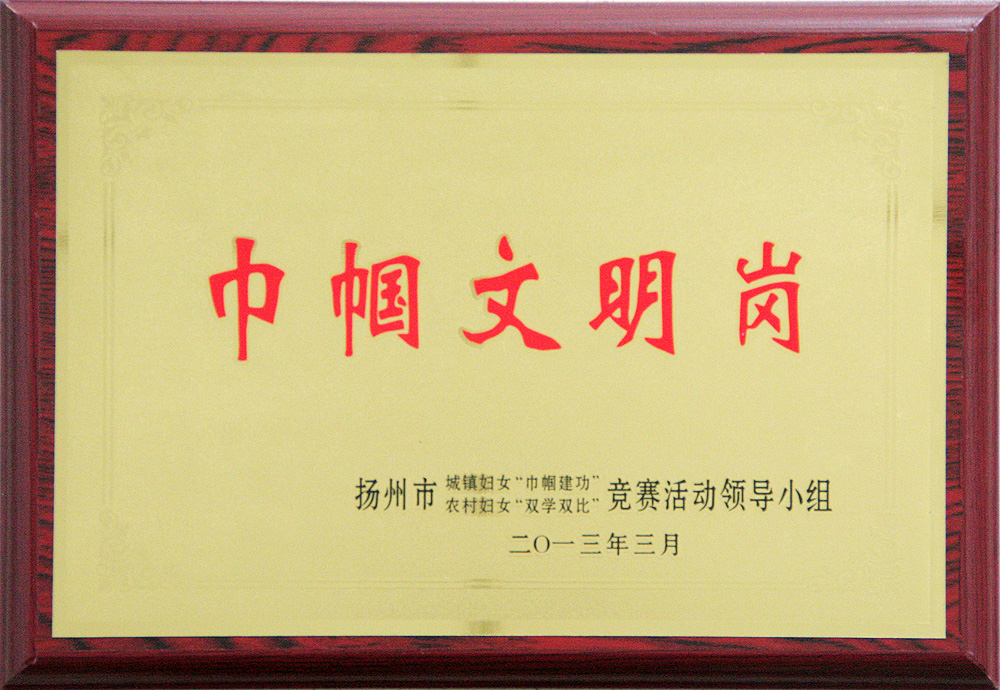 巾帼文明岗
扬州市 城镇妇女“巾帼建功” 竞赛活动领导小组
农村妇女“双学双比”
二〇一三年三月